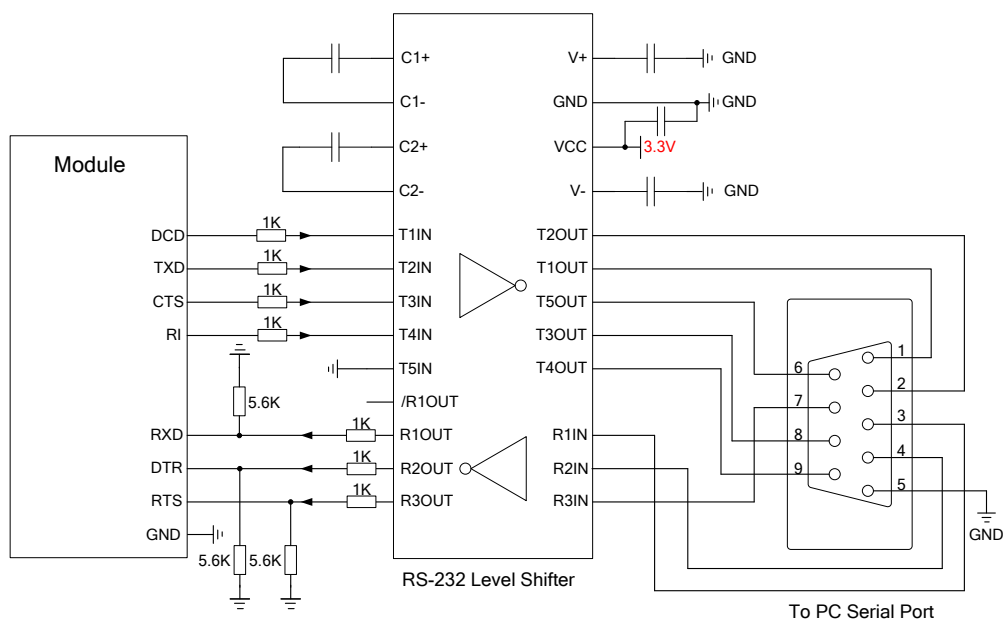 Module
DCD
TXD
CTS
RI
RXD
DTR
RTS
GND
1K
1K
1K
1K
5.6K
1K
1K
1K
5.6K
5.6K
C1+
C1-
C2+
C2-
T1IN
T2IN
T3IN
T4IN
T5IN
/R1OUT
R1OUT
R2OUT
R3OUT
V+
GND
VCC
V-
T2OUT
T1OUT
T5OUT
T3OUT
T4OUT
R1IN
R2IN
R3IN
GND
GND
3.3V
GND
6
7
8
9
1
2
3
4
5
GND
RS-232 Level Shifter
To PC Serial Port